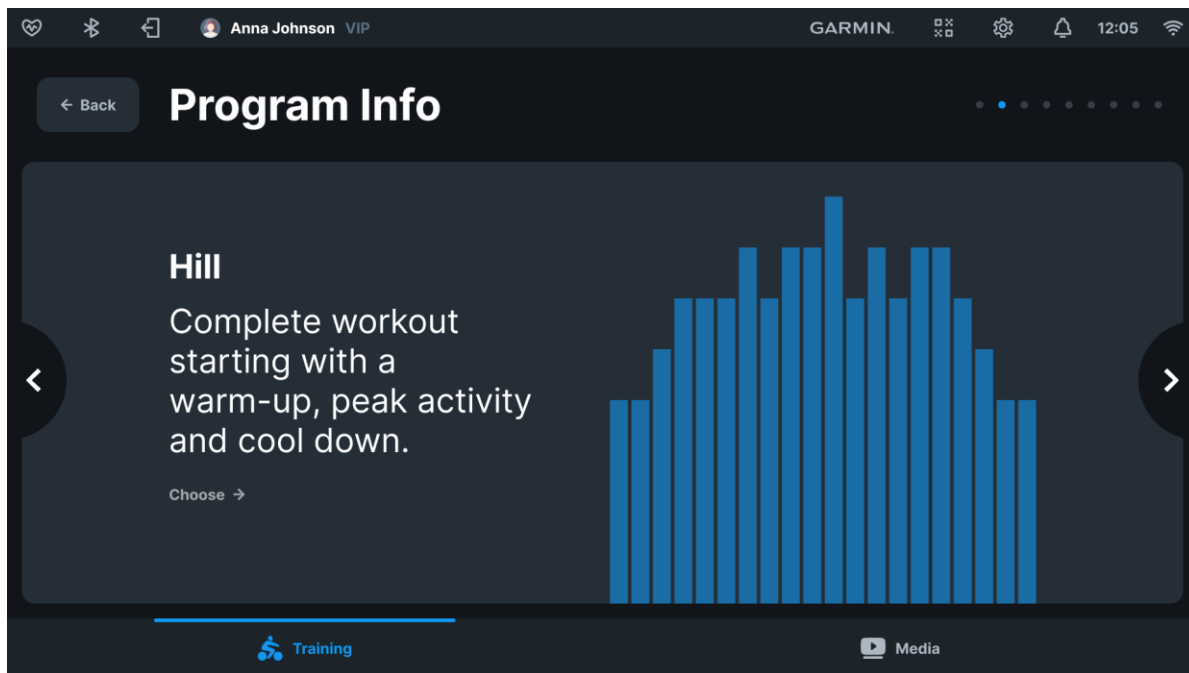 Anna Johnson VIP
GARMIN.
12:05
← Back
Program Info
Hill
Complete workout
starting with a
warm-up, peak activity
and cool down.
Choose →
Training
Media